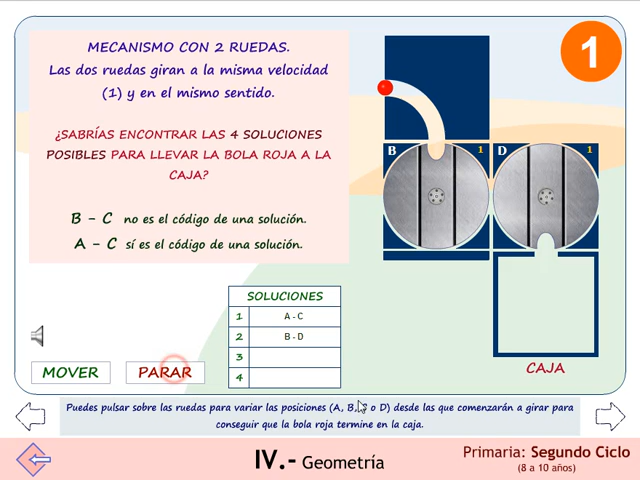 MECANISMO CON 2 RUEDAS.
Las dos ruedas giran a la misma velocidad
(1) y en el mismo sentido.
¿SABRÍAS ENCONTRAR LAS 4 SOLUCIONES
POSIBLES PARA LLEVAR LA BOLA ROJA A LA
CAJA?
B - C no es el código de una solución.
A - C sí es el código de una solución.
1
B 1 D 1
SOLUCIONES
1 A-C
2 B-D
3
4
MOVER PARAR
CAJA
Puedes pulsar sobre las ruedas para variar las posiciones (A, B, C o D) desde las que comenzarán a girar para
conseguir que la bola roja termine en la caja.
IV.- Geometría
Primaria: Segundo Ciclo
(8 a 10 años)